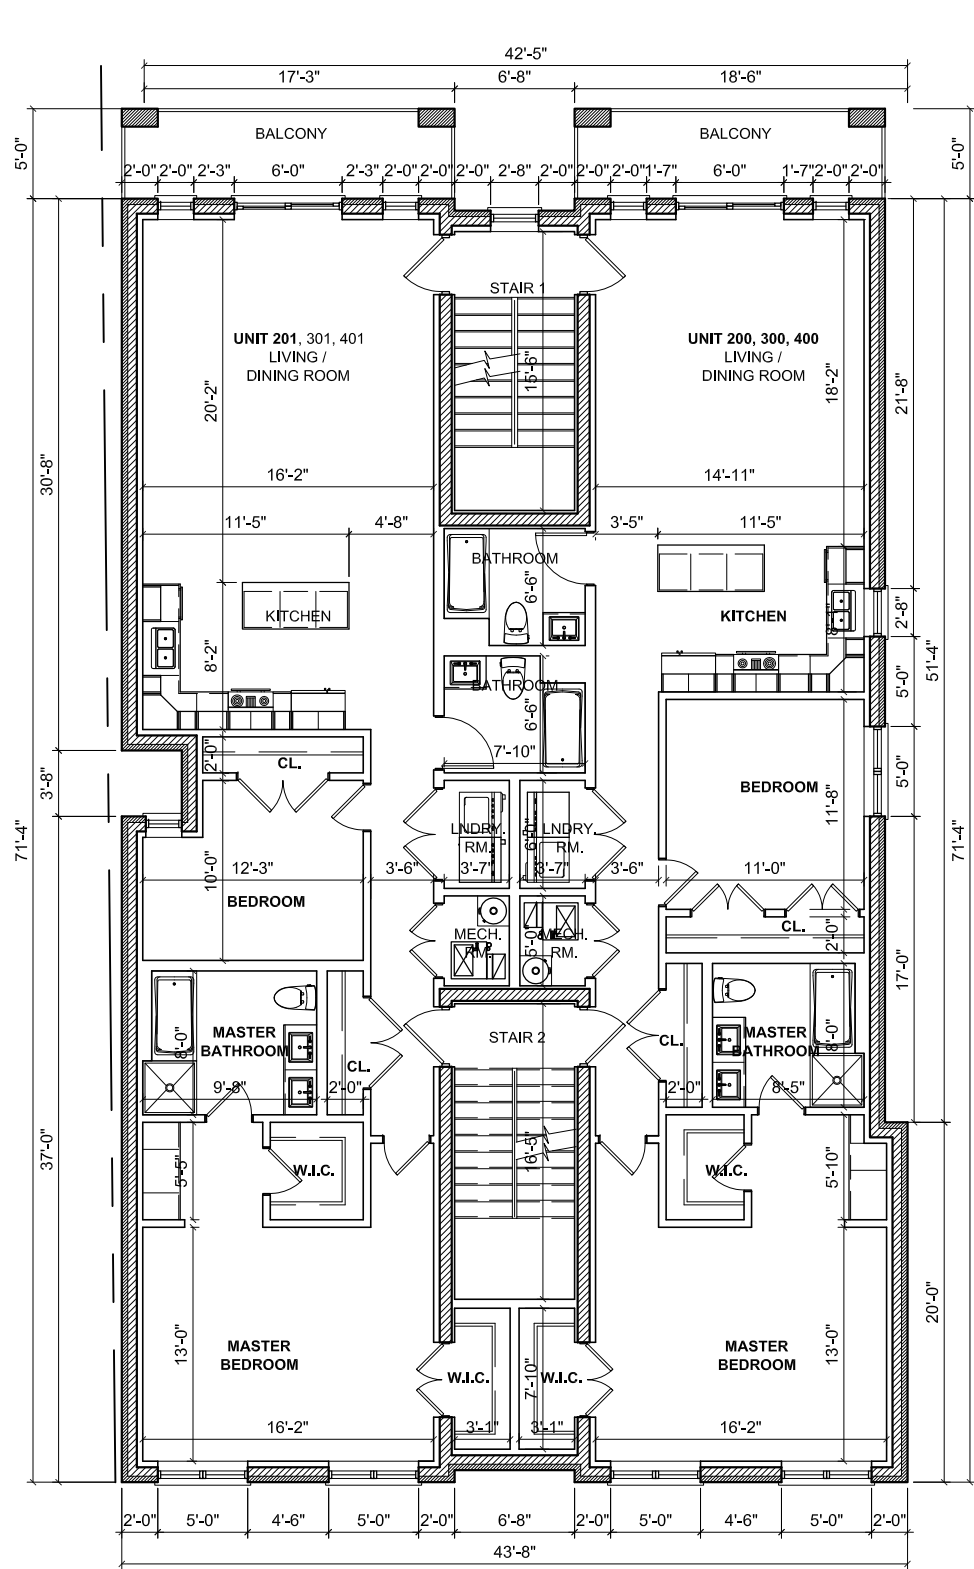 42'-5"
17'-3" 6'-8" 18'-6"
5'-0" BALCONY BALCONY 5'-0"
2'-0" 2'-0" 2'-3" 6'-0" 2'-3" 2'-0" 2'-0" 2'-0" 2'-8" 2'-0" 2'-0" 2'-0" 1'-7" 6'-0" 1'-7" 2'-0" 2'-0"
STAIR 1
UNIT 201, 301, 401
LIVING /
DINING ROOM
UNIT 200, 300, 400
LIVING /
DINING ROOM
20'-2" 15'-6" 18'-2" 21'-8"
30'-8"
16'-2" 14'-11"
11'-5" 4'-8" 3'-5" 11'-5"
BATHROOM
6'-6"
KITCHEN KITCHEN
2'-8"
8'-2"
BATHROOM
6'-6"
5'-0" 51'-4"
7'-10"
2'-0" CL.
3'-8"
BEDROOM 11'-8" 5'-0"
71'-4" 71'-4"
LNDRY.
RM.
LNDRY.
RM.
6'-0"
12'-3" 3'-6" 3'-7" 3'-7" 3'-6" 11'-0"
10'-0"
BEDROOM
MECH.
RM.
MECH.
RM.
5'-0"
CL.
2'-0"
17'-0"
MASTER
BATHROOM
8'-0"
STAIR 2
MASTER
BATHROOM
8'-0"
CL. CL.
9'-8" 2'-0" 2'-0" 8'-5"
37'-0"
5'-5" W.I.C. 16'-5" W.I.C. 5'-10"
20'-0"
MASTER
BEDROOM
13'-0"
MASTER
BEDROOM
13'-0"
W.I.C. 7'-10" W.I.C.
16'-2" 3'-1" 3'-1" 16'-2"
2'-0" 5'-0" 4'-6" 5'-0" 2'-0" 6'-8" 2'-0" 5'-0" 4'-6" 5'-0" 2'-0"
43'-8"